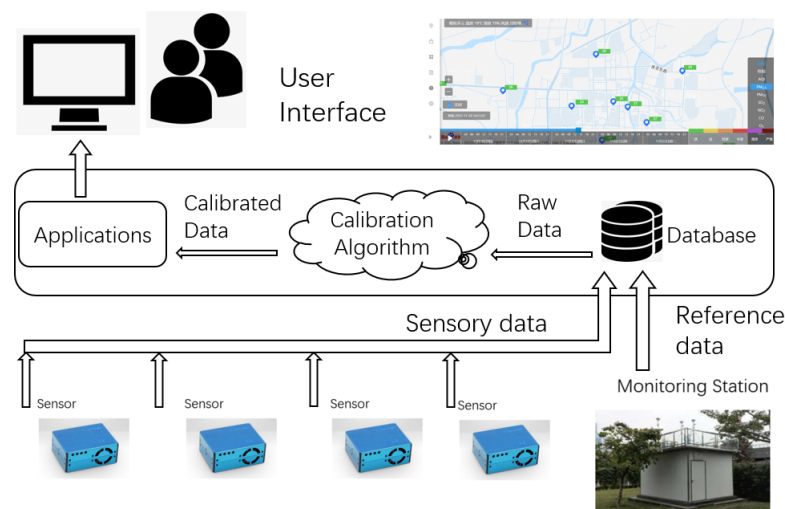 User
Interface
Calibrated
Data
Raw
Data
Applications
Calibration
Algorithm
Database
Sensory data
Reference
data
Monitoring Station
Sensor
Sensor
Sensor
Sensor